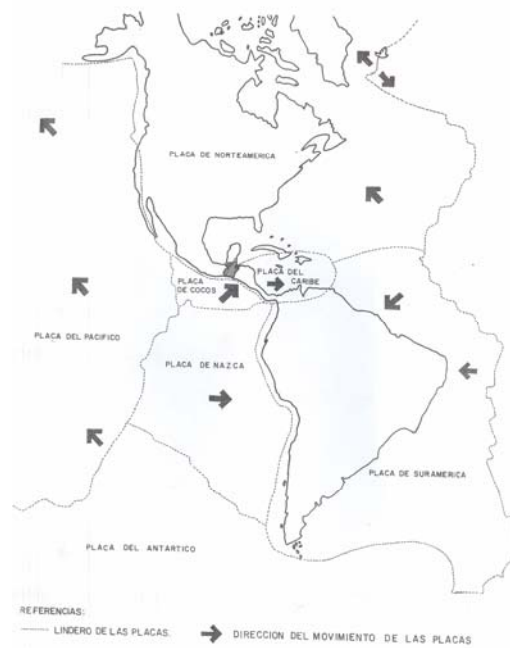 PLACA DE NORTEAMERICA
PLACA DEL
CARIBE
PLACA
DE COCOS
PLACA DEL PACIFICO
PLACA DE NAZCA
PLACA DE SURAMERICA
PLACA DEL ANTARTICO
REFERENCIAS:
LINDERO DE LAS PLACAS.
DIRECCION DEL MOVIMIENTO DE LAS PLACAS